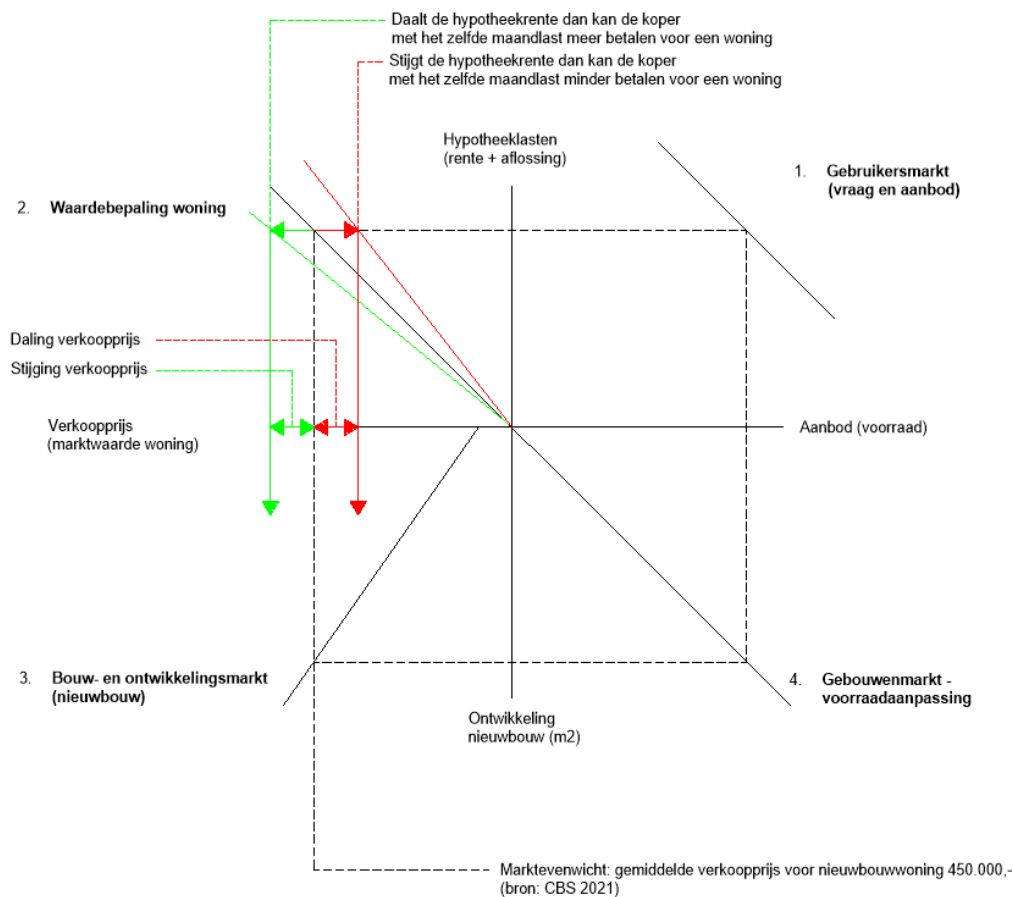 Daalt de hypotheekrente dan kan de koper
met het zelfde maandlast meer betalen voor een woning
Stijgt de hypotheekrente dan kan de koper
met het zelfde maandlast minder betalen voor een woning
Hypotheeklasten
(rente + aflossing)
1. Gebruikersmarkt
(vraag en aanbod)
2. Waardebepaling woning
Daling verkoopprijs
Stijging verkoopprijs
Verkoopprijs
(marktwaarde woning)
Aanbod (voorraad)
3. Bouw- en ontwikkelingsmarkt
(nieuwbouw)
4. Gebouwenmarkt -
voorraadaanpassing
Ontwikkeling
nieuwbouw (m2)
Marktevenwicht: gemiddelde verkoopprijs voor nieuwbouwwoning 450.000,-
(bron: CBS 2021)